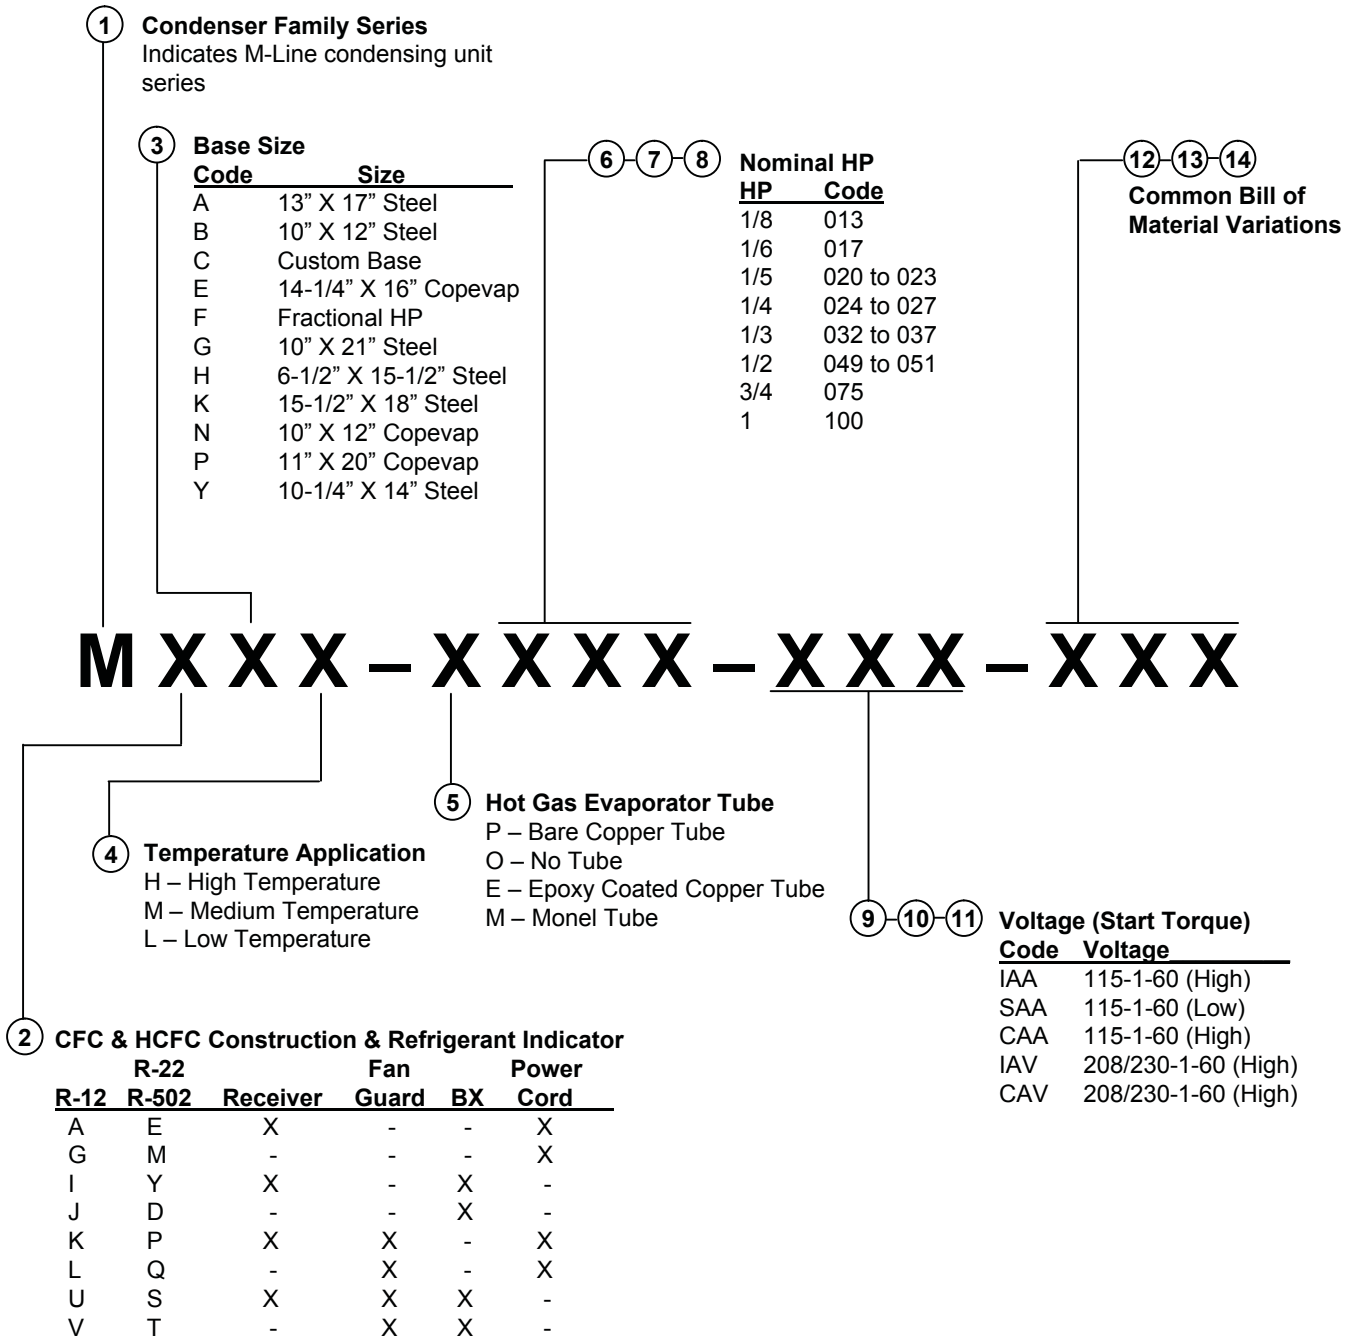 1 Condenser Family Series
Indicates M-Line condensing unit
series
3 Base Size
Code Size
A 13” X 17” Steel
B 10” X 12” Steel
C Custom Base
E 14-1/4” X 16” Copevap
F Fractional HP
G 10” X 21” Steel
H 6-1/2” X 15-1/2” Steel
K 15-1/2” X 18” Steel
N 10” X 12” Copevap
P 11” X 20” Copevap
Y 10-1/4” X 14” Steel
6 7 8 Nominal HP
HP Code
1/8 013
1/6 017
1/5 020 to 023
1/4 024 to 027
1/3 032 to 037
1/2 049 to 051
3/4 075
1 100
12 13 14
Common Bill of
Material Variations
M X X X – X X X X – X X X – X X X
4 Temperature Application
H – High Temperature
M – Medium Temperature
L – Low Temperature
5 Hot Gas Evaporator Tube
P – Bare Copper Tube
O – No Tube
E – Epoxy Coated Copper Tube
M – Monel Tube
9 10 11 Voltage (Start Torque)
Code Voltage
IAA 115-1-60 (High)
SAA 115-1-60 (Low)
CAA 115-1-60 (High)
IAV 208/230-1-60 (High)
CAV 208/230-1-60 (High)
2 CFC & HCFC Construction & Refrigerant Indicator
R-22 Fan Power
R-12 R-502 Receiver Guard BX Cord
A E X - - X
G M - - - X
I Y X - X -
J D - - X -
K P X X - X
L Q - X - X
U S X X X -
V T - X X -